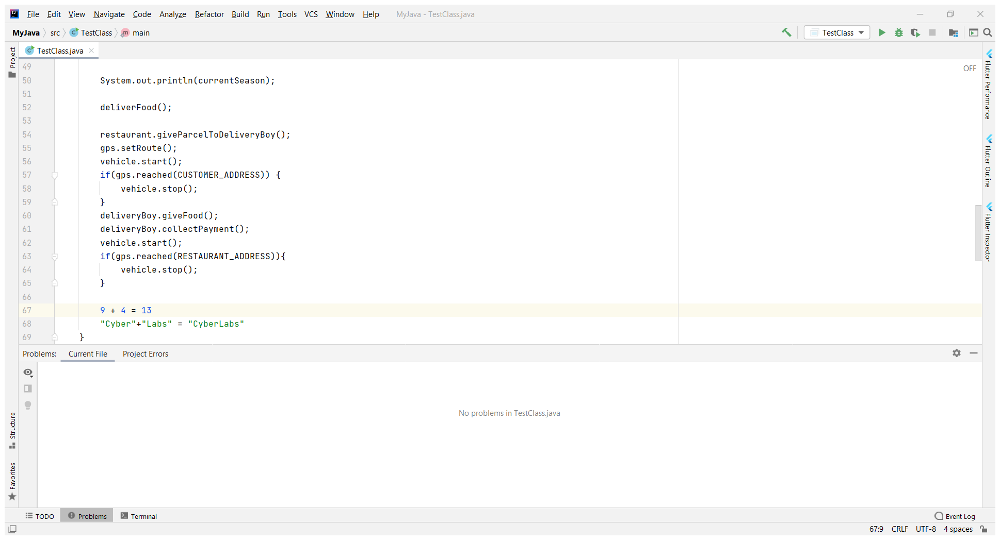 File Edit View Navigate Code Analyze Refactor Build Run Tools VCS Window Help MyJava - TestClass.java
MyJava src C TestClass m main TestClass
Project
C TestClass.java
OFF
49
50 System.out.println(currentSeason);
51
52 deliverFood();
53
54 restaurant.giveParcelToDeliveryBoy();
55 gps.setRoute();
56 vehicle.start();
57 if(gps.reached(CUSTOMER_ADDRESS)) {
58 vehicle.stop();
59 }
60 deliveryBoy.giveFood();
61 deliveryBoy.collectPayment();
62 vehicle.start();
63 if(gps.reached(RESTAURANT_ADDRESS)){
64 vehicle.stop();
65 }
66
67 9 + 4 = 13
68 "Cyber"+"Labs" = "CyberLabs"
69 }
Flutter Performance
Flutter Outline
Flutter Inspector
Problems: Current File Project Errors
No problems in TestClass.java
Structure
Favorites
TODO Problems Terminal Event Log
67:9 CRLF UTF-8 4 spaces